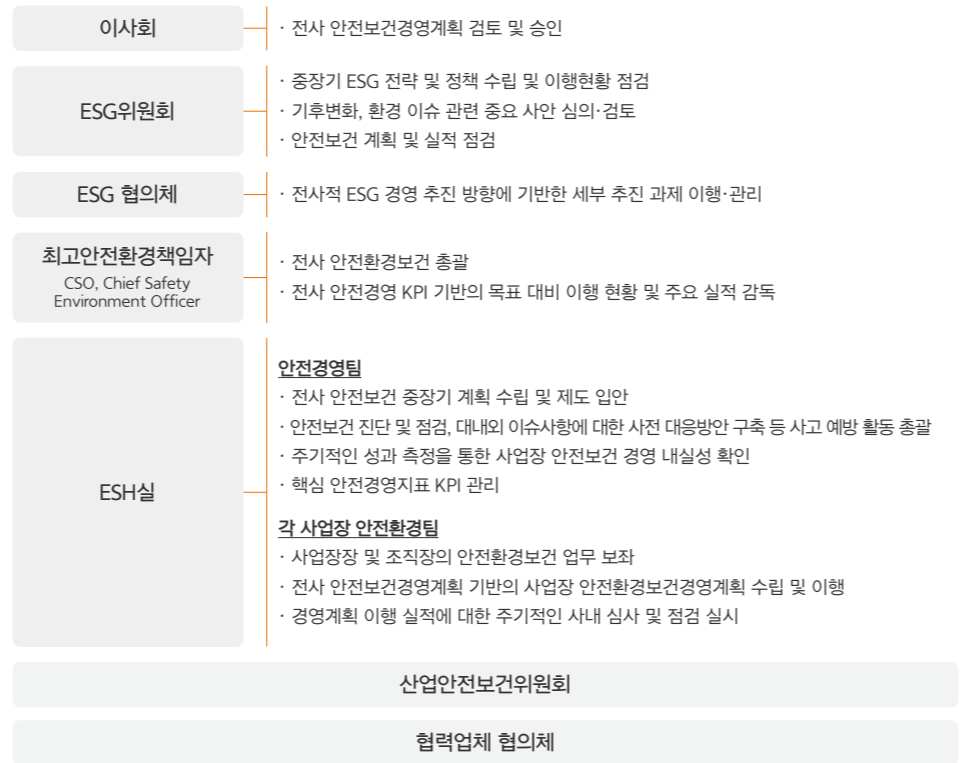 이사회
· 전사 안전보건경영계획 검토 및 승인
ESG위원회
· 중장기 ESG 전략 및 정책 수립 및 이행현황 점검
· 기후변화, 환경 이슈 관련 중요 사안 심의·검토
· 안전보건 계획 및 실적 점검
ESG 협의체
· 전사적 ESG 경영 추진 방향에 기반한 세부 추진 과제 이행·관리
최고안전환경책임자
CSO, Chief Safety
Environment Officer
· 전사 안전환경보건 총괄
· 전사 안전경영 KPI 기반의 목표 대비 이행 현황 및 주요 실적 감독
ESH실
안전경영팀
· 전사 안전보건 중장기 계획 수립 및 제도 입안
· 안전보건 진단 및 점검, 대내외 이슈사항에 대한 사전 대응방안 구축 등 사고 예방 활동 총괄
· 주기적인 성과 측정을 통한 사업장 안전보건 경영 내실성 확인
· 핵심 안전경영지표 KPI 관리
각 사업장 안전환경팀
· 사업장장 및 조직장의 안전환경보건 업무 보좌
· 전사 안전보건경영계획 기반의 사업장 안전환경보건경영계획 수립 및 이행
· 경영계획 이행 실적에 대한 주기적인 사내 심사 및 점검 실시
산업안전보건위원회
협력업체 협의체